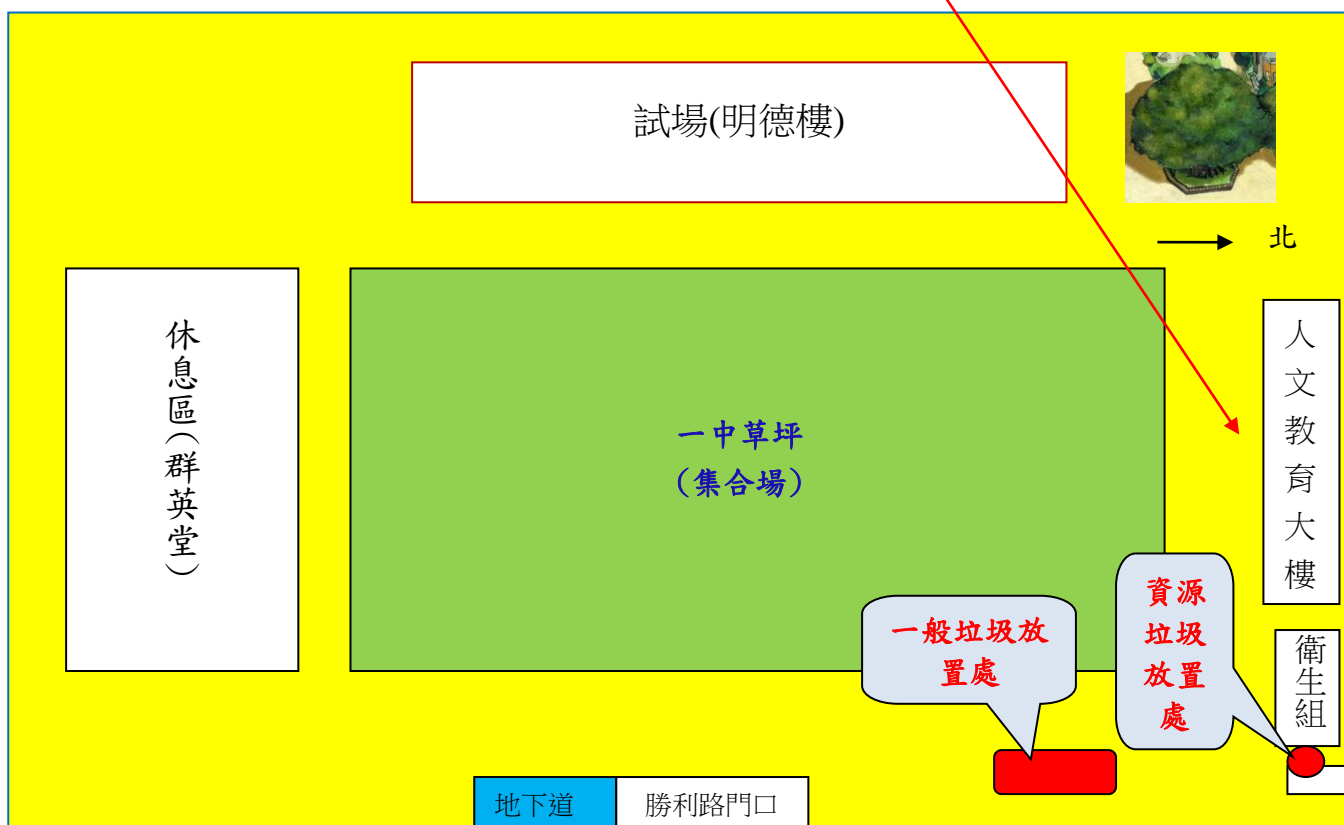 試場(明德樓)
北
休息區(群英堂)
一中草坪
(集合場)
人文教育大樓
一般垃圾放
置處
資源
垃圾
放置
處
衛生組
地下道
勝利路門口